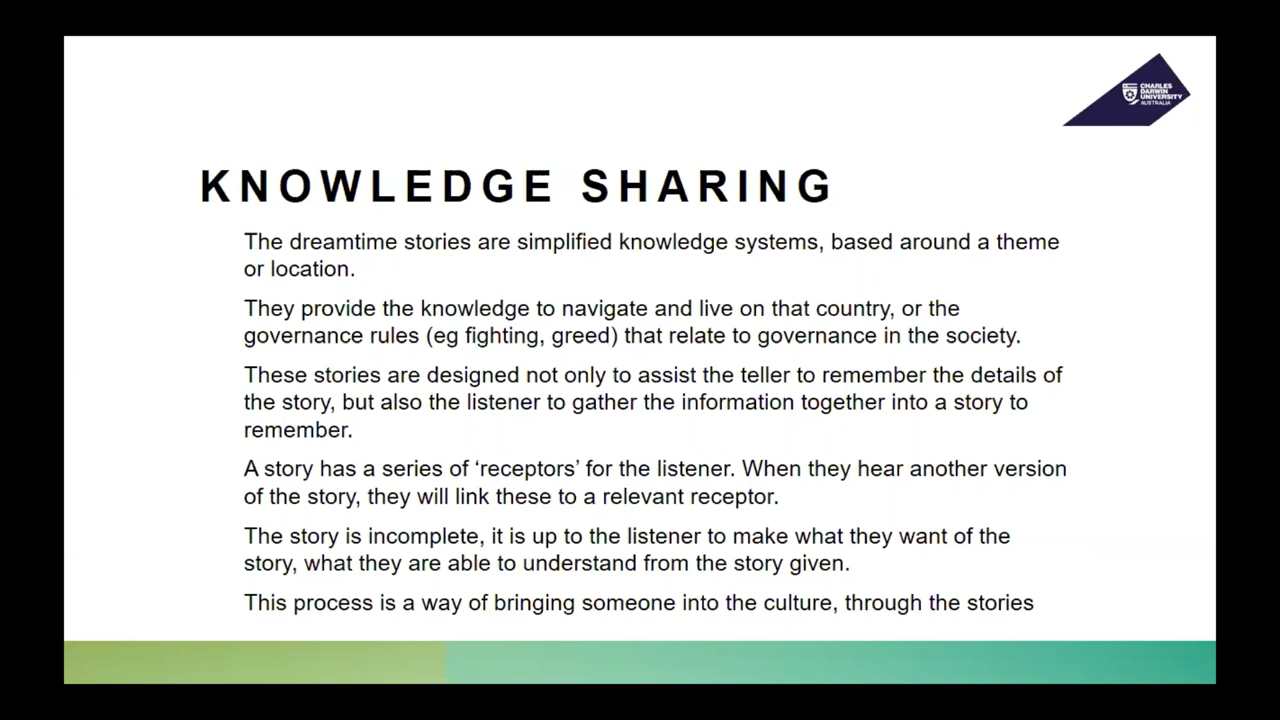 CHARLES
DARWIN
UNIVERSITY
AUSTRALIA
KNOWLEDGE SHARING
The dreamtime stories are simplified knowledge systems, based around a theme
or location.
They provide the knowledge to navigate and live on that country, or the
governance rules (eg fighting, greed) that relate to governance in the society.
These stories are designed not only to assist the teller to remember the details of
the story, but also the listener to gather the information together into a story to
remember.
A story has a series of ‘receptors’ for the listener. When they hear another version
of the story, they will link these to a relevant receptor.
The story is incomplete, it is up to the listener to make what they want of the
story, what they are able to understand from the story given.
This process is a way of bringing someone into the culture, through the stories